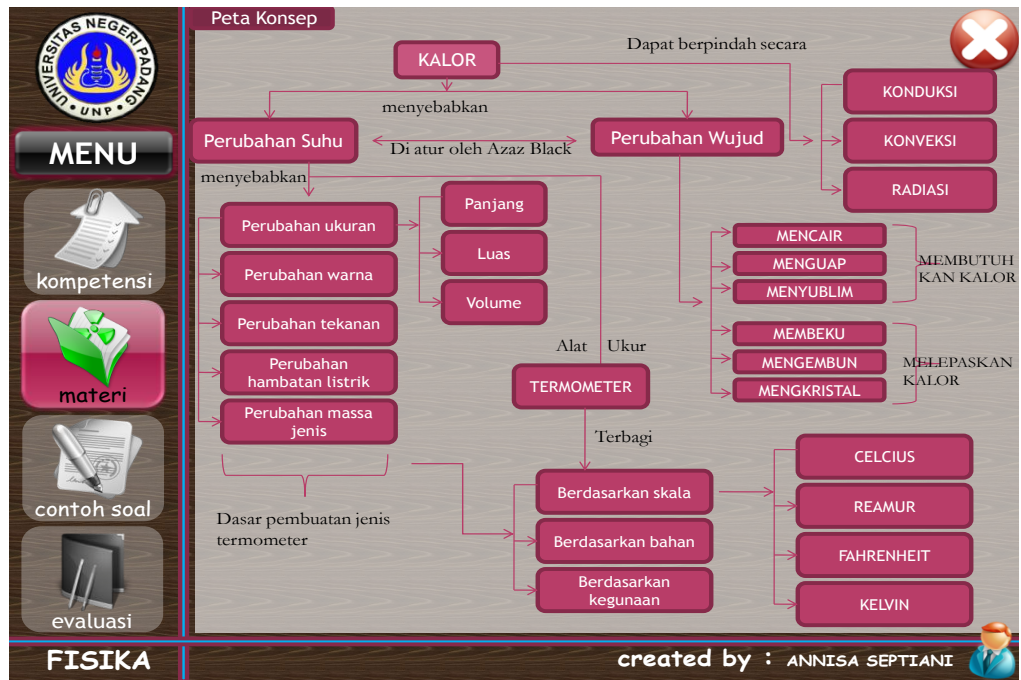 Peta Konsep
UNIVERSITAS NEGERI PADANG
UNP
MENU
kompetensi
materi
contoh soal
evaluasi
KALOR
Dapat berpindah secara
menyebabkan
KONDUKSI
KONVEKSI
RADIASI
Perubahan Suhu
Di atur oleh Azaz Black
Perubahan Wujud
menyebabkan
Perubahan ukuran
Perubahan warna
Perubahan tekanan
Perubahan
hambatan listrik
Perubahan massa
jenis
Panjang
Luas
Volume
MENCAIR
MENGUAP
MENYUBLIM
MEMBUTUH
KAN KALOR
MEMBEKU
MENGEMBUN
MENGKRISTAL
MELEPASKAN
KALOR
Alat Ukur
TERMOMETER
Terbagi
Dasar pembuatan jenis
termometer
Berdasarkan skala
Berdasarkan bahan
Berdasarkan
kegunaan
CELCIUS
REAMUR
FAHRENHEIT
KELVIN
FISIKA
created by : ANNISA SEPTIANI